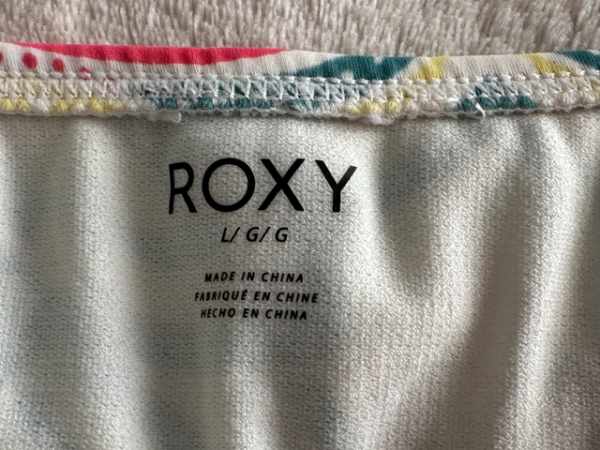 ROXY
L/ G/ G
MADE IN CHINA
FABRIQUÉ EN CHINE
HECHO EN CHINA